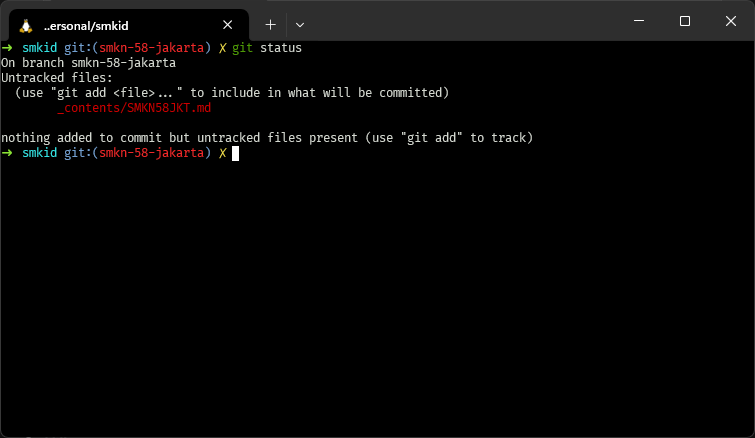 ..ersonal/smkid
➜ smkid git:(smkn-58-jakarta) ✗ git status
On branch smkn-58-jakarta
Untracked files:
(use "git add <file>..." to include in what will be committed)
_contents/SMKN58JKT.md
nothing added to commit but untracked files present (use "git add" to track)
➜ smkid git:(smkn-58-jakarta) ✗